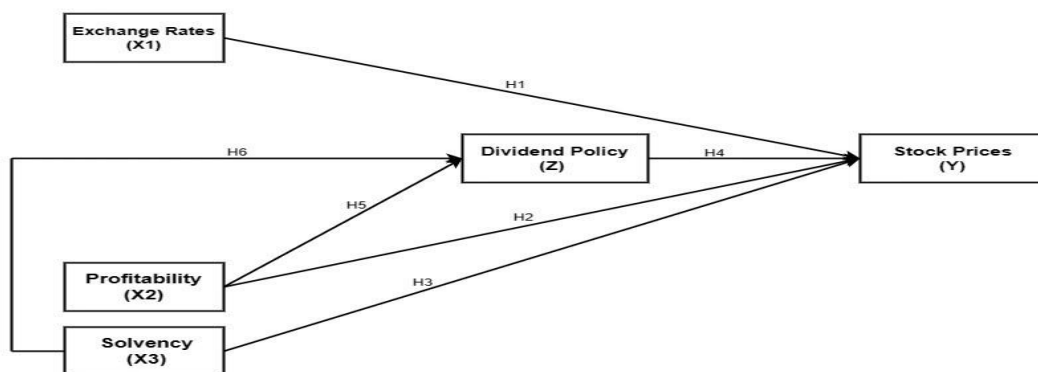 Exchange Rates
(X1)
H1
H6
Dividend Policy
(Z)
H4
Stock Prices
(Y)
H5
H2
Profitability
(X2)
H3
Solvency
(X3)